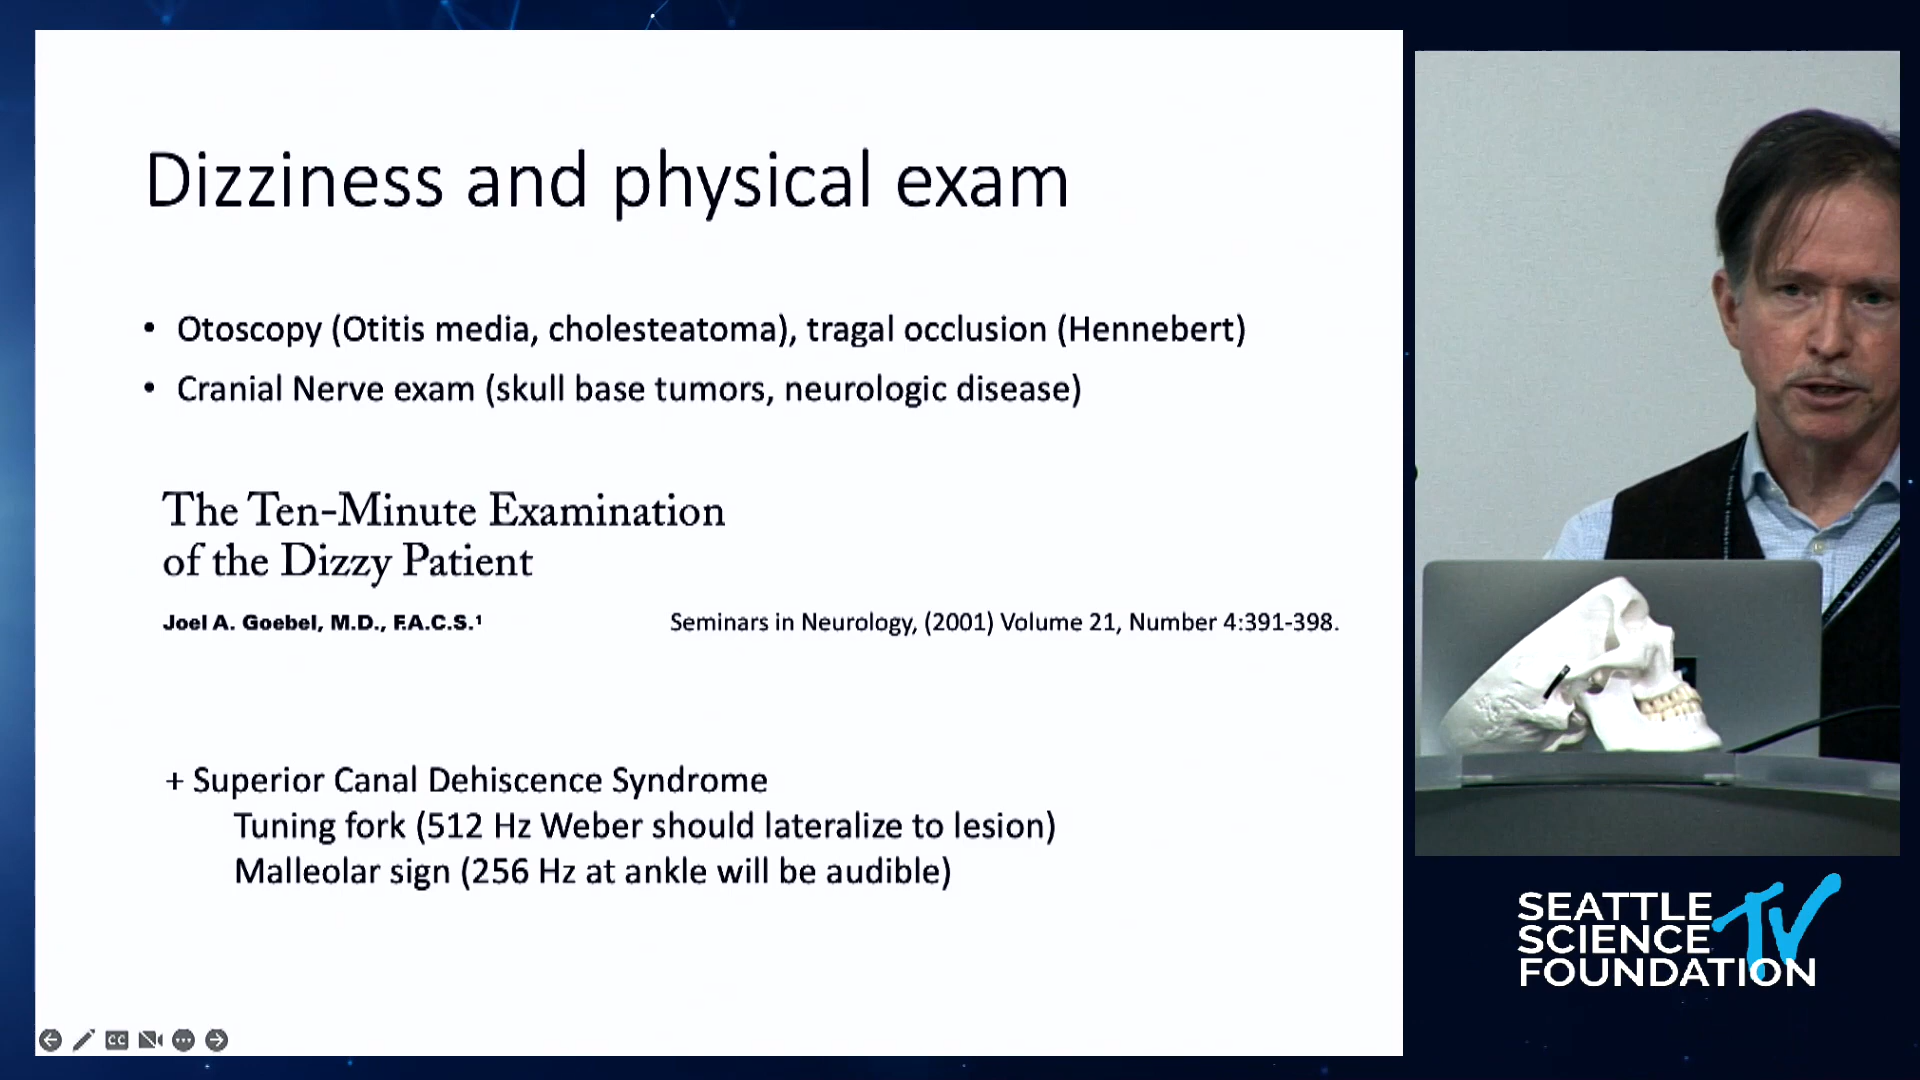 Dizziness and physical exam
• Otoscopy (Otitis media, cholesteatoma), tragal occlusion (Hennebert)
• Cranial Nerve exam (skull base tumors, neurologic disease)
The Ten-Minute Examination
of the Dizzy Patient
Joel A. Goebel, M.D., F.A.C.S.¹
Seminars in Neurology, (2001) Volume 21, Number 4:391-398.
+ Superior Canal Dehiscence Syndrome
Tuning fork (512 Hz Weber should lateralize to lesion)
Malleolar sign (256 Hz at ankle will be audible)
CC
SEATTLE
SCIENCE
FOUNDATION
TV